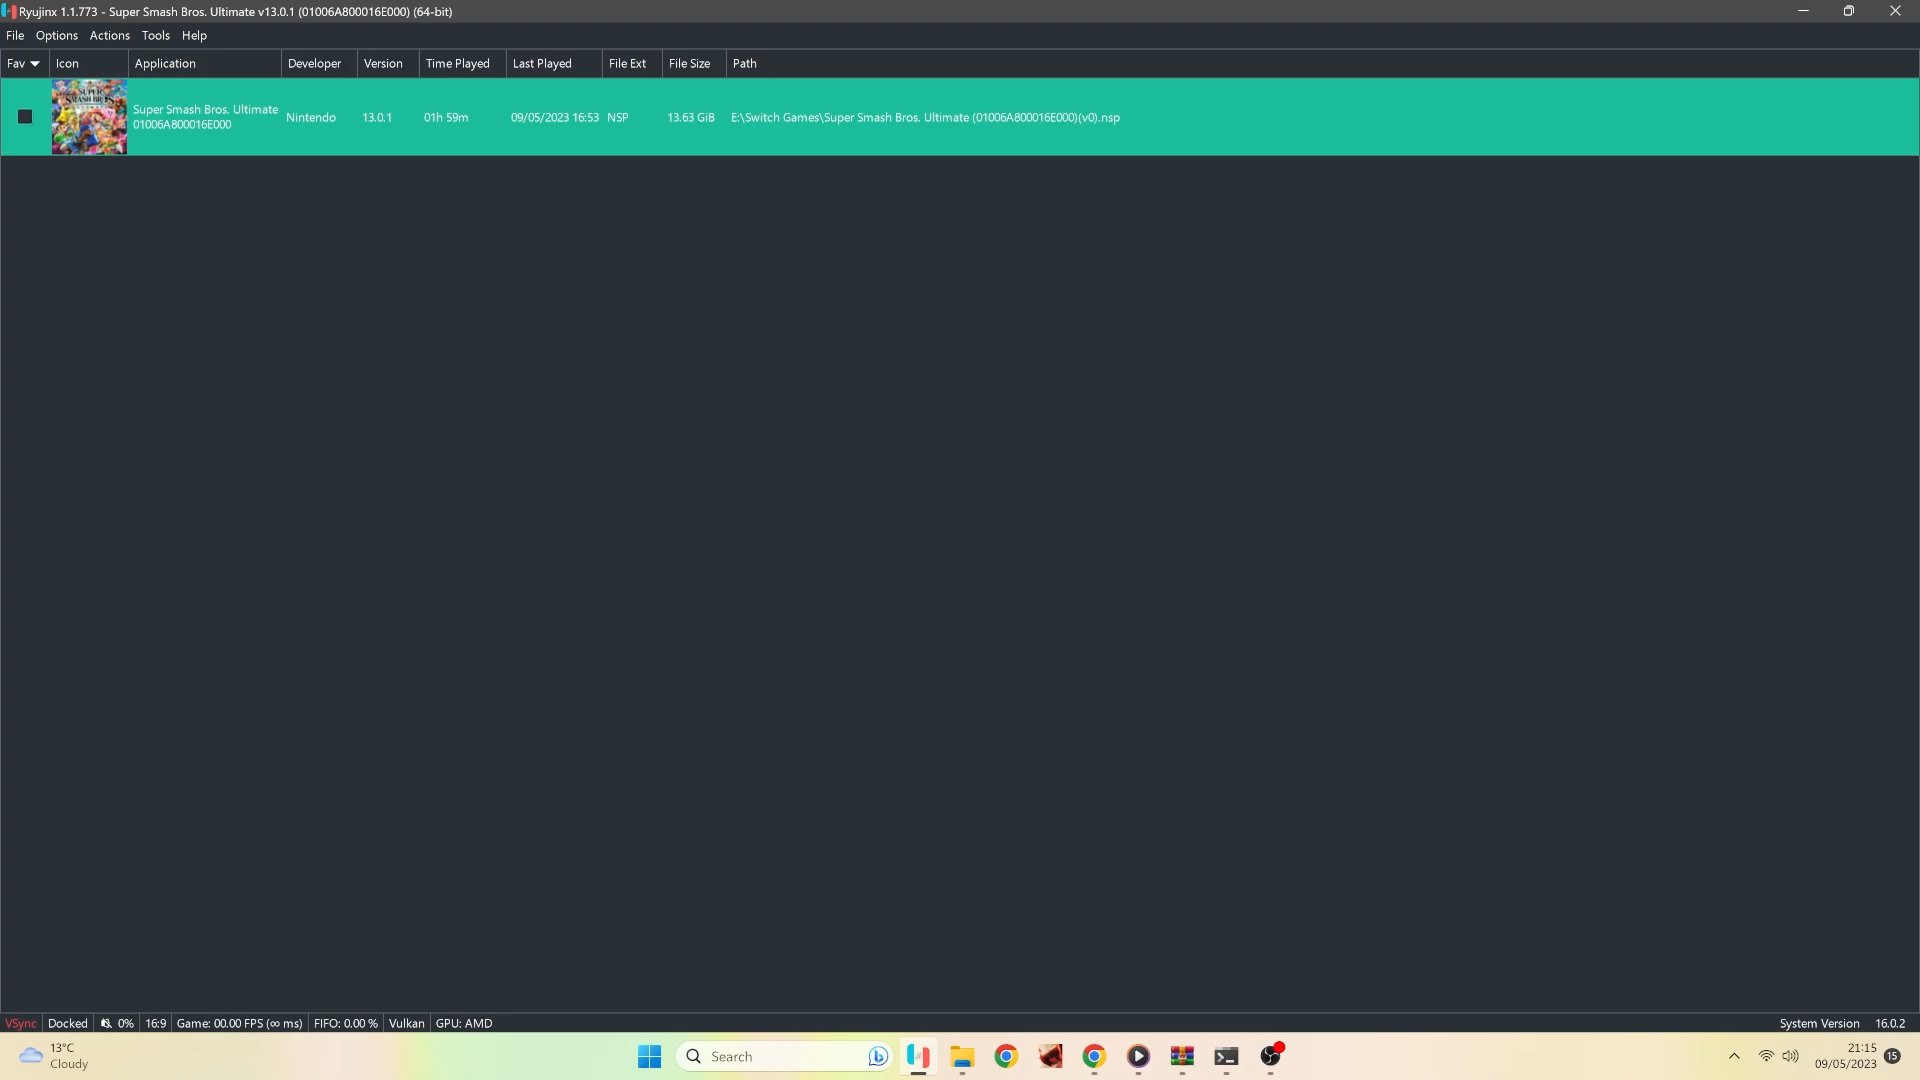 Ryujinx 1.1.773 - Super Smash Bros. Ultimate v13.0.1 (01006A800016E000) (64-bit)
File Options Actions Tools Help
Fav Icon Application Developer Version Time Played Last Played File Ext File Size Path
SUPER
SMASH BROS.
Super Smash Bros. Ultimate
01006A800016E000
Nintendo 13.0.1 01h 59m 09/05/2023 16:53 NSP 13.63 GiB E:\Switch Games\Super Smash Bros. Ultimate (01006A800016E000)(v0).nsp
VSync Docked 0% 16:9 Game: 00.00 FPS (∞ ms) FIFO: 0.00 % Vulkan GPU: AMD System Version 16.0.2
13°C
Cloudy
Search
21:15
09/05/2023
15